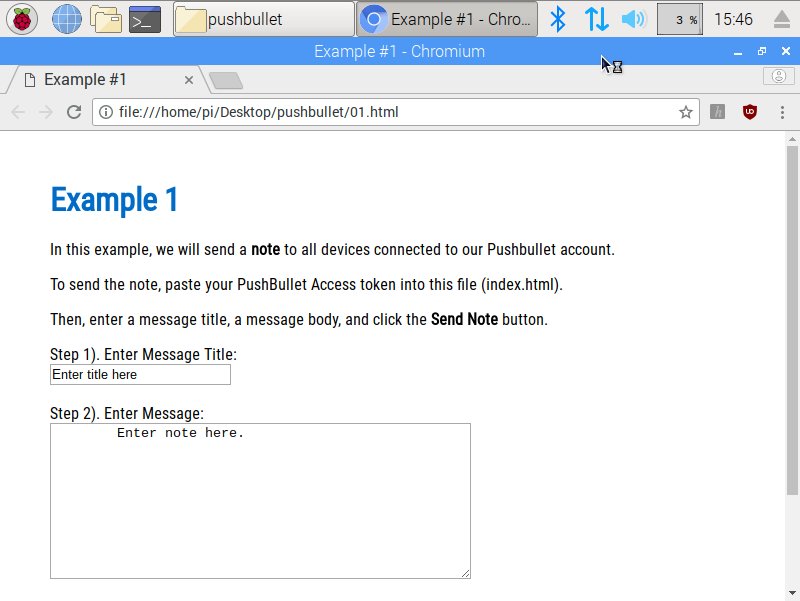 pushbullet
Example #1 - Chro...
3 %
15:46
Example #1 - Chromium
Example #1
file:///home/pi/Desktop/pushbullet/01.html
h
UO
Example 1
In this example, we will send a note to all devices connected to our Pushbullet account.
To send the note, paste your PushBullet Access token into this file (index.html).
Then, enter a message title, a message body, and click the Send Note button.
Step 1). Enter Message Title:
Enter title here
Step 2). Enter Message:
Enter note here.